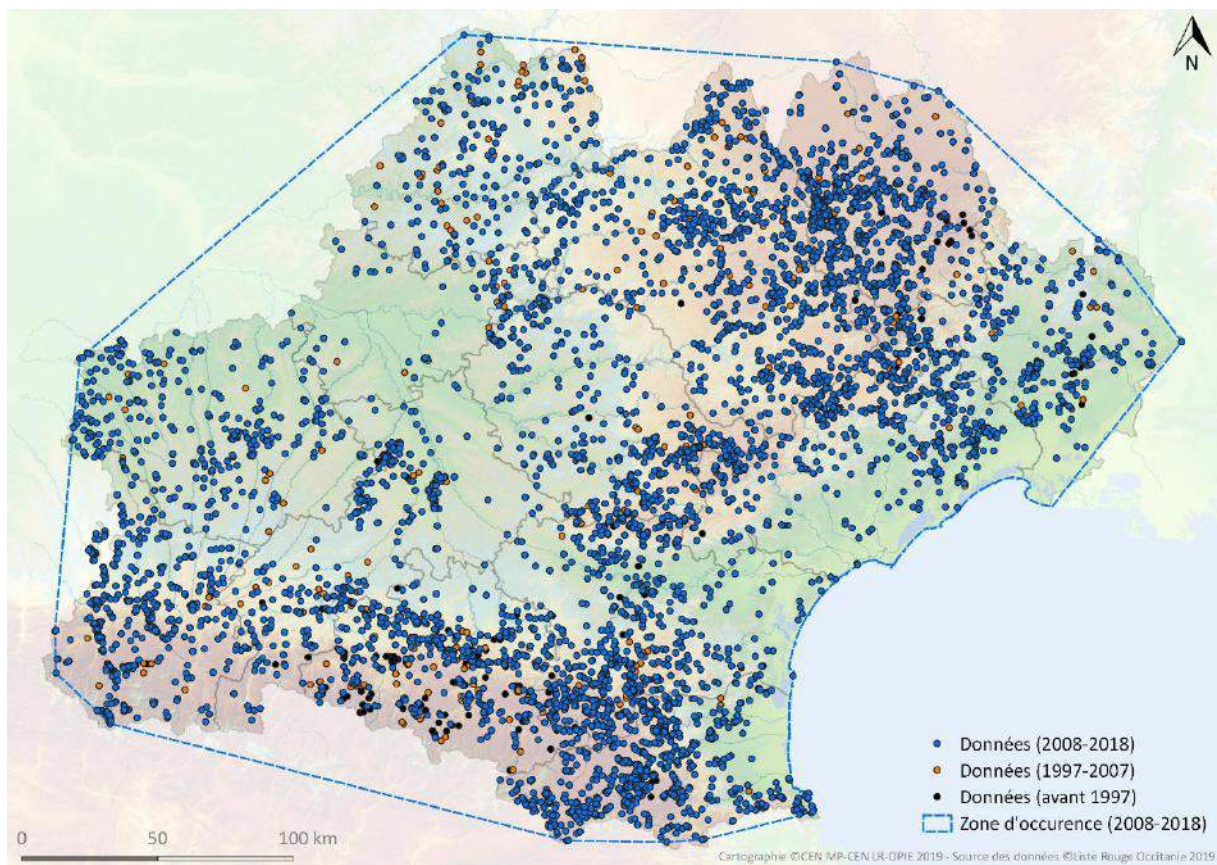 N
Données (2008-2018)
Données (1997-2007)
Données (avant 1997)
Zone d'occurence (2008-2018)
0 50 100 km
Cartographie ©CEN MP-CEN LR-OPIE 2019 - Source des données ©Liste Rouge Occitanie 2019